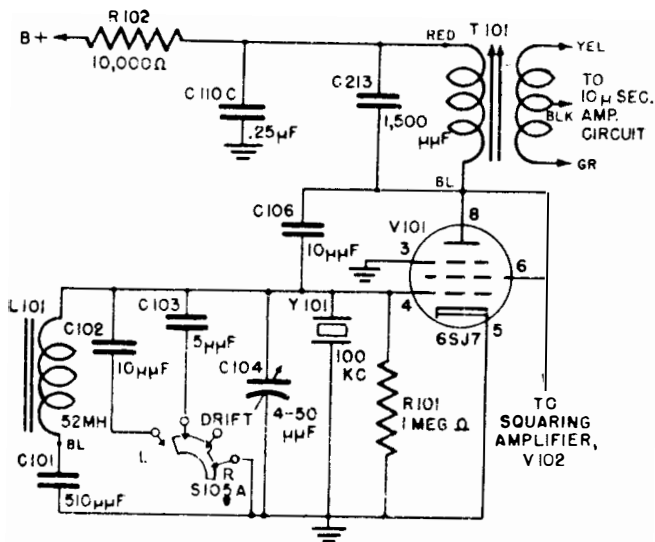 R102
B+
10,000Ω
RED
T101
YEL
C110C
.25μF
C213
1,500
μμF
TO
10μSEC.
AMP.
CIRCUIT
BLK
GR
BL
8
V101
3
6
4
5
6SJ7
C106
10μμF
L101
C102
10μμF
C103
5μμF
C104
4-50
μμF
Y101
100
KC
R101
1 MEG Ω
52MH
BL
C101
510μμF
DRIFT
L
R
S105A
TO
SQUARING
AMPLIFIER,
V102